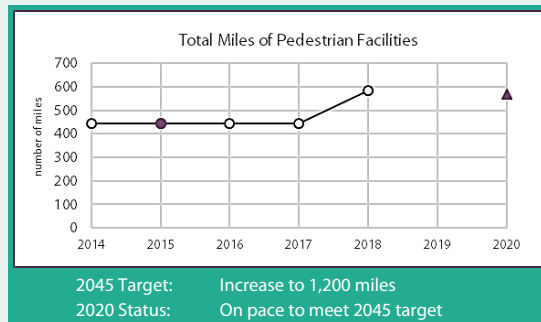 Total Miles of Pedestrian Facilities
number of miles
700
600
500
400
300
200
100
0
2014 2015 2016 2017 2018 2019 2020
2045 Target: Increase to 1,200 miles
2020 Status: On pace to meet 2045 target